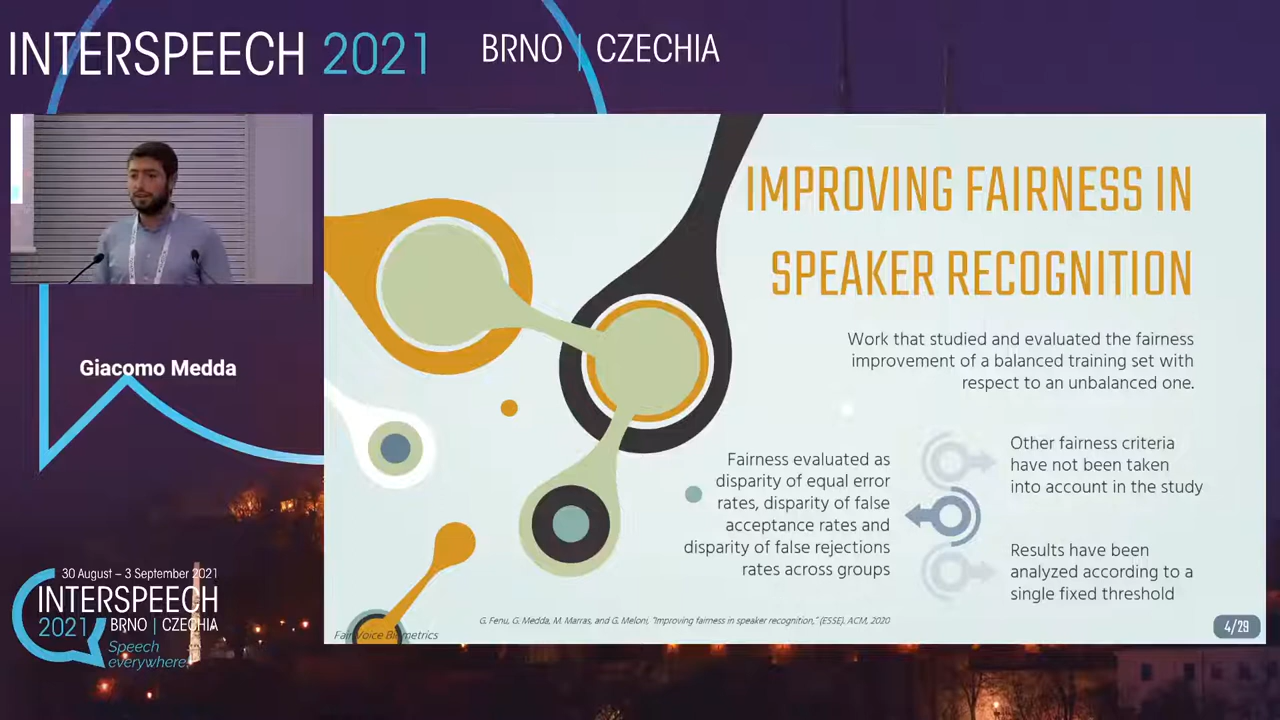 INTERSPEECH 2021 BRNO | CZECHIA
Giacomo Medda
IMPROVING FAIRNESS IN
SPEAKER RECOGNITION
Work that studied and evaluated the fairness
improvement of a balanced training set with
respect to an unbalanced one.
Fairness evaluated as
disparity of equal error
rates, disparity of false
acceptance rates and
disparity of false rejections
rates across groups
Other fairness criteria
have not been taken
into account in the study
Results have been
analyzed according to a
single fixed threshold
G. Fenu, G. Medda, M. Marras, and G. Meloni, "Improving fairness in speaker recognition," (ESSE). ACM, 2020
Fair Voice Biometrics
4/29
30 August – 3 September 2021
INTERSPEECH
2021 BRNO | CZECHIA
Speech
everywhere!